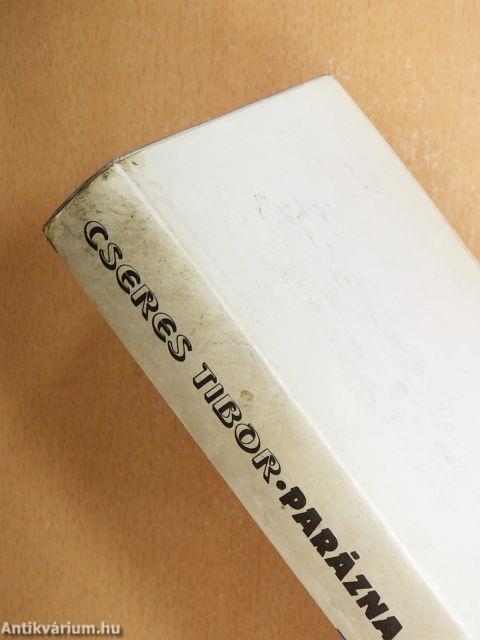 CSERES TIBOR • PARÁZNA
Antikvárium.hu